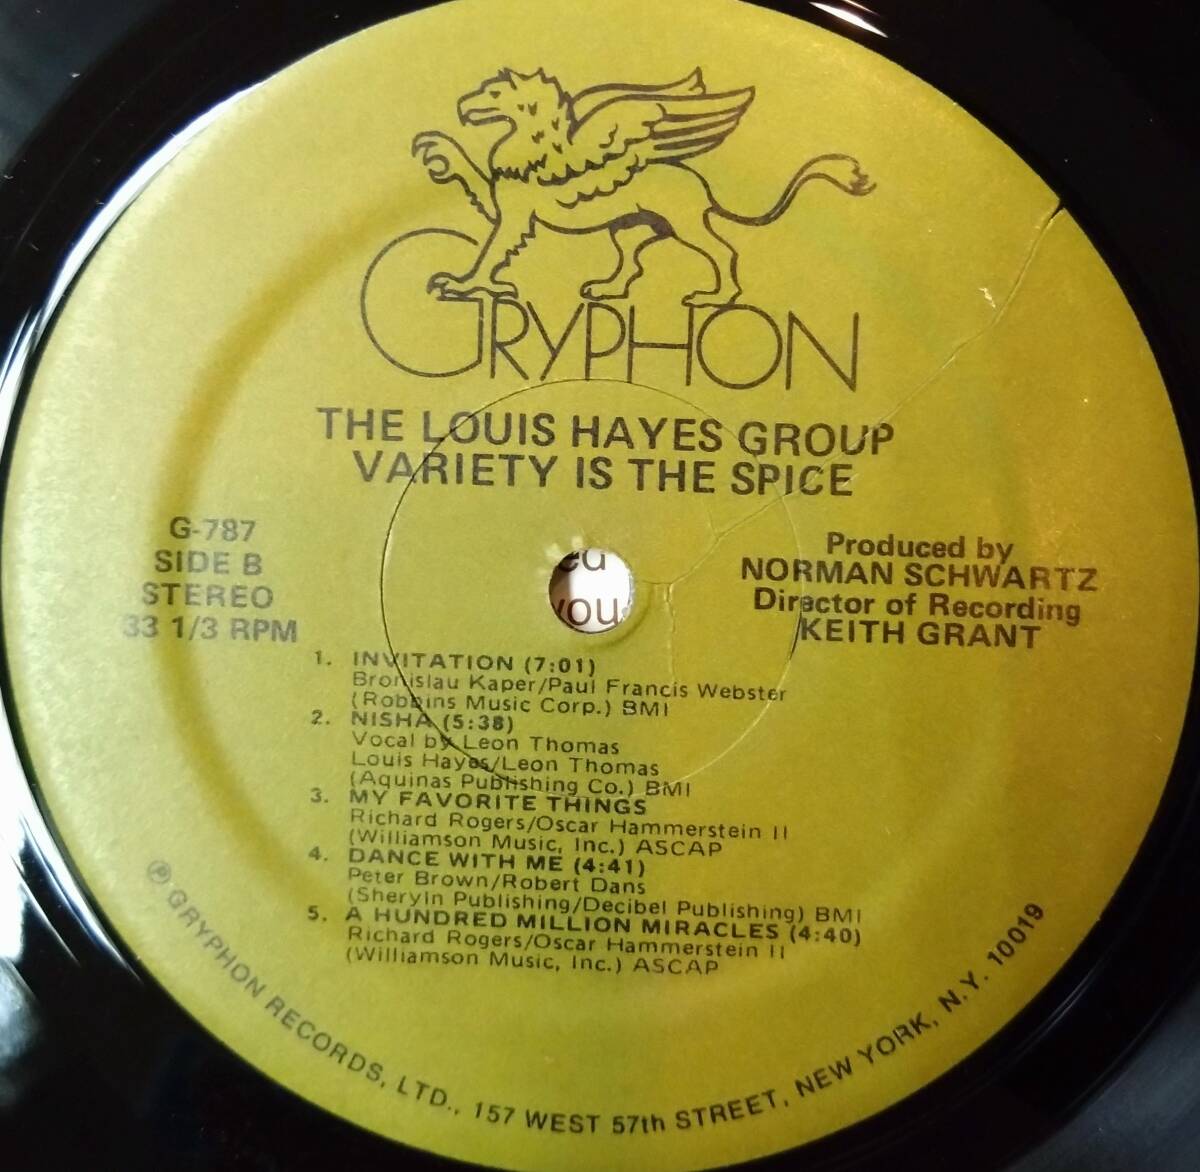 GRYPHON
THE LOUIS HAYES GROUP
VARIETY IS THE SPICE
G-787
SIDE B
STEREO
33 1/3 RPM
Produced by
NORMAN SCHWARTZ
Director of Recording
KEITH GRANT
ed
you
1. INVITATION (7:01)
Bronislau Kaper/Paul Francis Webster
(Robbins Music Corp.) BMI
2. NISHA (5:38)
Vocal by Leon Thomas
Louis Hayes/Leon Thomas
(Aquinas Publishing Co.) BMI
3. MY FAVORITE THINGS
Richard Rogers/Oscar Hammerstein II
(Williamson Music, Inc.) ASCAP
4. DANCE WITH ME (4:41)
Peter Brown/Robert Dans
(Sheryln Publishing/Decibel Publishing) BMI
5. A HUNDRED MILLION MIRACLES (4:40)
Richard Rogers/Oscar Hammerstein II
(Williamson Music, Inc.) ASCAP
℗ GRYPHON RECORDS, LTD., 157 WEST 57th STREET, NEW YORK, N.Y. 10019